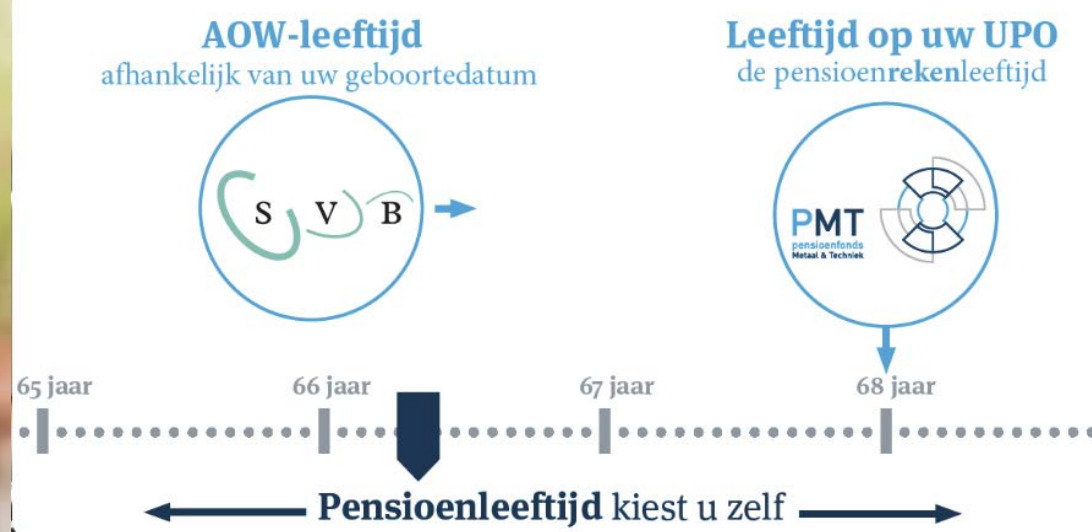 AOW-leeftijd
afhankelijk van uw geboortedatum
S V B
Leeftijd op uw UPO
de pensioenrekenleeftijd
PMT
pensioenfonds
Metaal & Techniek
65 jaar
66 jaar
67 jaar
68 jaar
Pensioenleeftijd kiest u zelf